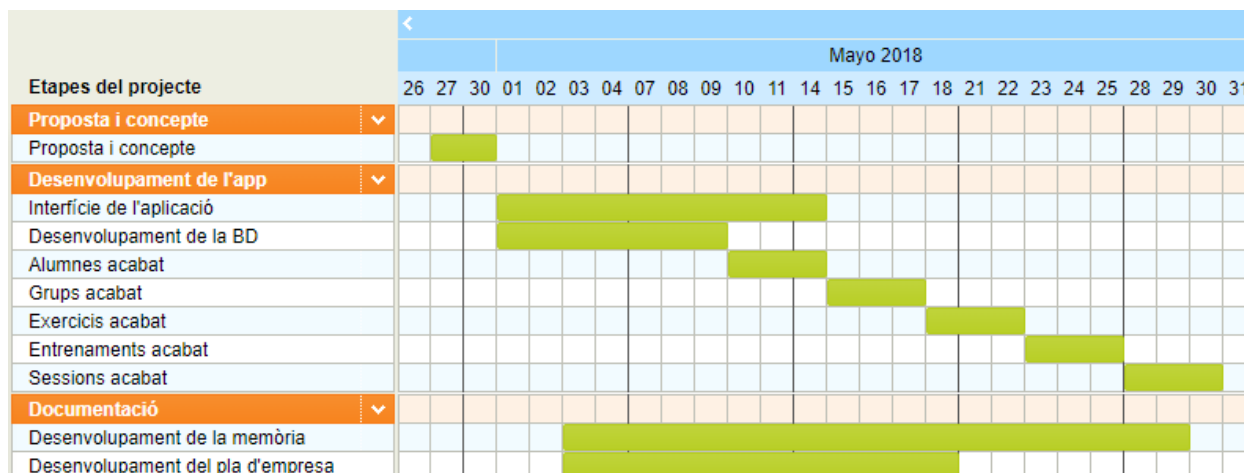 Mayo 2018
Etapes del projecte 26 27 30 01 02 03 04 07 08 09 10 11 14 15 16 17 18 21 22 23 24 25 28 29 30 31
Proposta i concepte
Proposta i concepte
Desenvolupament de l'app
Interfície de l'aplicació
Desenvolupament de la BD
Alumnes acabat
Grups acabat
Exercicis acabat
Entrenaments acabat
Sessions acabat
Documentació
Desenvolupament de la memòria
Desenvolupament del pla d'empresa